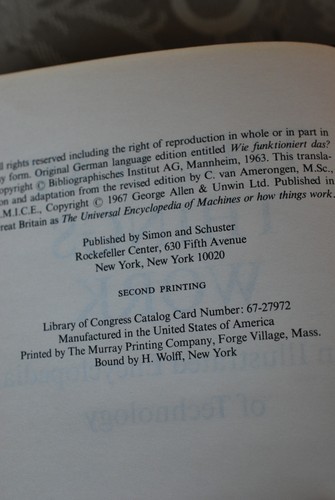 ll rights reserved including the right of reproduction in whole or in part in
y form. Original German language edition entitled Wie funktioniert das?
opyright © Bibliographisches Institut AG, Mannheim, 1963. This transla-
on and adaptation from the revised edition by C. van Amerongen, M.Sc.,
.M.I.C.E., Copyright © 1967 George Allen & Unwin Ltd. Published in
reat Britain as The Universal Encyclopedia of Machines or how things work.
Published by Simon and Schuster
Rockefeller Center, 630 Fifth Avenue
New York, New York 10020
SECOND PRINTING
Library of Congress Catalog Card Number: 67-27972
Manufactured in the United States of America
Printed by The Murray Printing Company, Forge Village, Mass.
Bound by H. Wolff, New York
WORK
n Illustrated Encyclopedia
of Technology